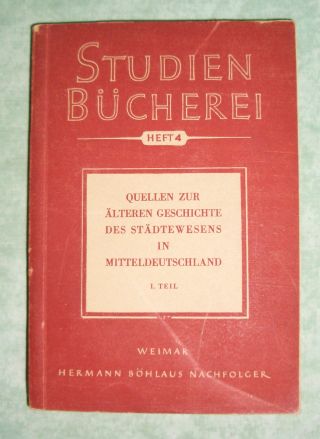 STUDIEN
BÜCHEREI
HEFT 4
QUELLEN ZUR
ÄLTEREN GESCHICHTE
DES STÄDTEWESENS
IN
MITTELDEUTSCHLAND
I. TEIL
WEIMAR
HERMANN BÖHLAUS NACHFOLGER